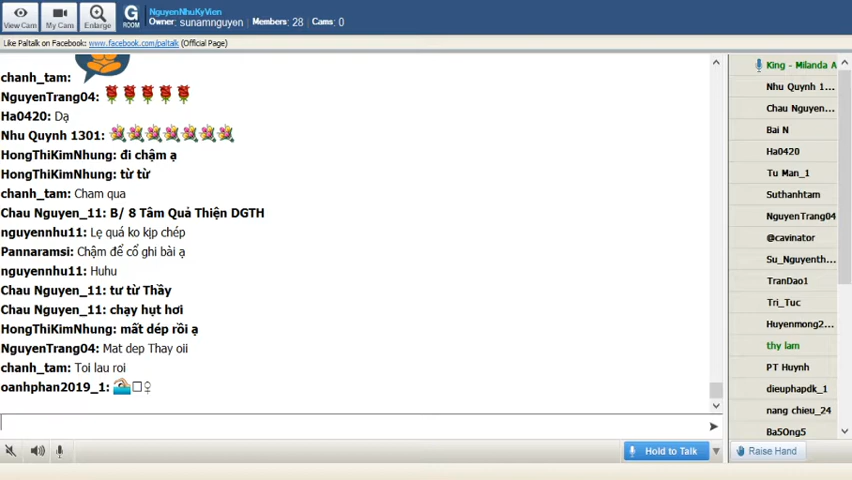 NguyenNhuKyVien
G
ROOM
Owner: sunamnguyen Members: 28 Cams: 0
View Cam My Cam Enlarge
Like Paltalk on Facebook: www.facebook.com/paltalk (Official Page)
chanh_tam:
NguyenTrang04:
Ha0420: Dạ
Nhu Quynh 1301:
HongThiKimNhung: đi chậm ạ
HongThiKimNhung: từ từ
chanh_tam: Cham qua
Chau Nguyen_11: B/ 8 Tâm Quả Thiện DGTH
nguyennhu11: Lẹ quá ko kịp chép
Pannaramsi: Chậm để cổ ghi bài ạ
nguyennhu11: Huhu
Chau Nguyen_11: tư từ Thầy
Chau Nguyen_11: chạy hụt hơi
HongThiKimNhung: mất dép rồi ạ
NguyenTrang04: Mat dep Thay oii
chanh_tam: Toi lau roi
oanhphan2019_1:
Hold to Talk
King - Milanda A
Nhu Quynh 1...
Chau Nguyen...
Bai N
Ha0420
Tu Man_1
Suthanhtam
NguyenTrang04
@cavinator
Su_Nguyenth...
TranDao1
Tri_Tuc
Huyenmong2...
thy lam
PT Huynh
dieuphapdk_1
nang chieu_24
Ba5Ong5
Raise Hand